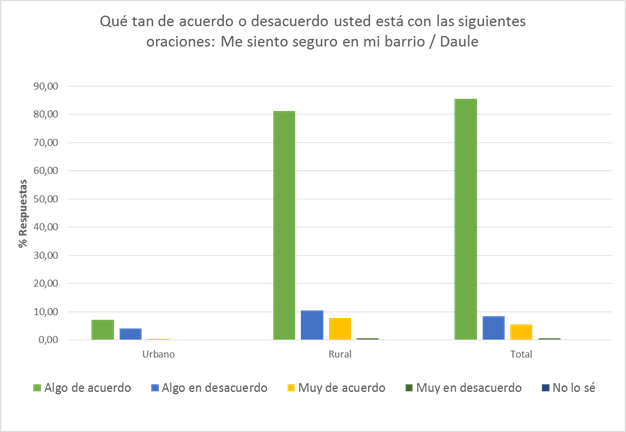 Qué tan de acuerdo o desacuerdo usted está con las siguientes
oraciones: Me siento seguro en mi barrio / Daule
90,00
80,00
70,00
60,00
50,00
40,00
30,00
20,00
10,00
0,00
% Respuestas
Urbano Rural Total
Algo de acuerdo Algo en desacuerdo Muy de acuerdo Muy en desacuerdo No lo sé